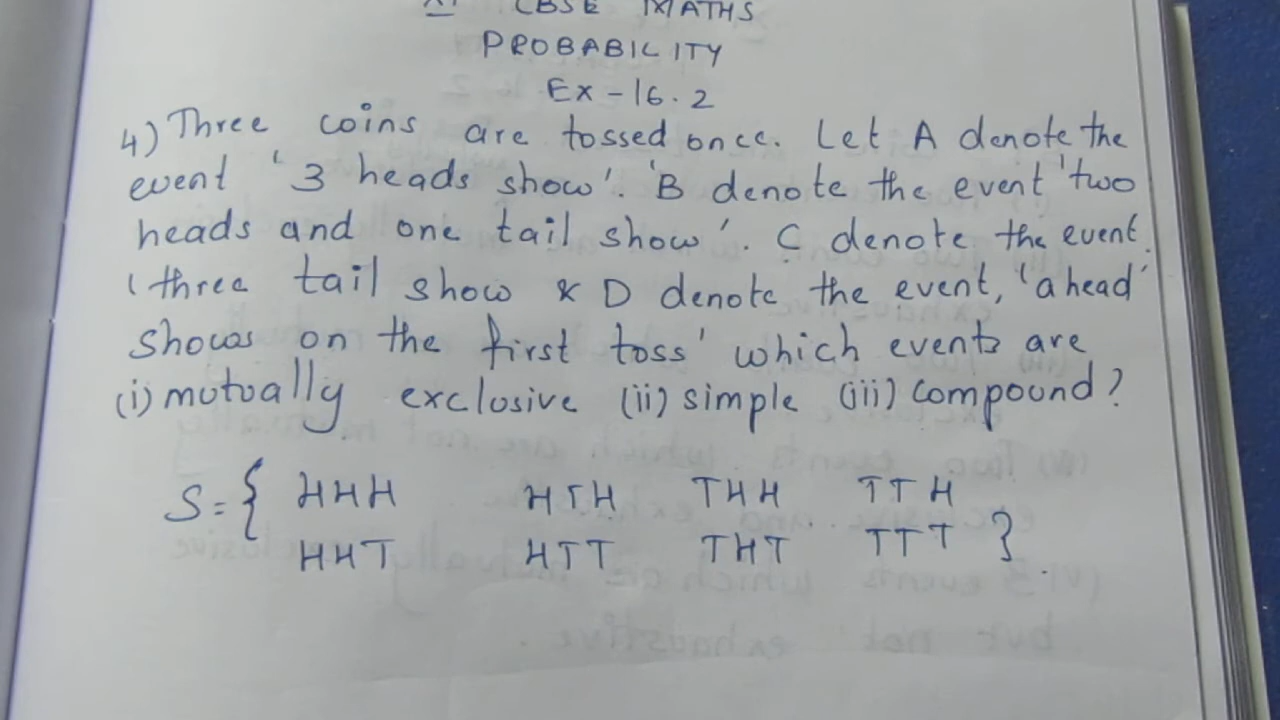 XI CBSE MATHS
PROBABILITY
Ex - 16.2
4) Three coins are tossed once. Let A denote the
event '3 heads show'. 'B denote the event 'two
heads and one tail show'. C denote the event
'three tail show & D denote the event, 'a head'
shows on the first toss' which events are
(i) mutually exclusive (ii) simple (iii) compound?
S = { HHH HTH THH TTH
HHT HTT THT TTT }.